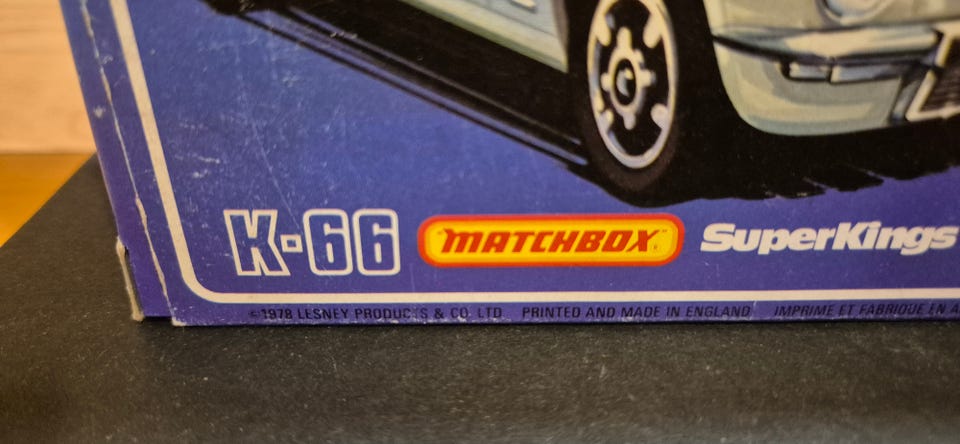 K-66 "MATCHBOX" SuperKings
©1978 LESNEY PRODUCTS & CO. LTD. PRINTED AND MADE IN ENGLAND IMPRIME ET FABRIQUE EN A